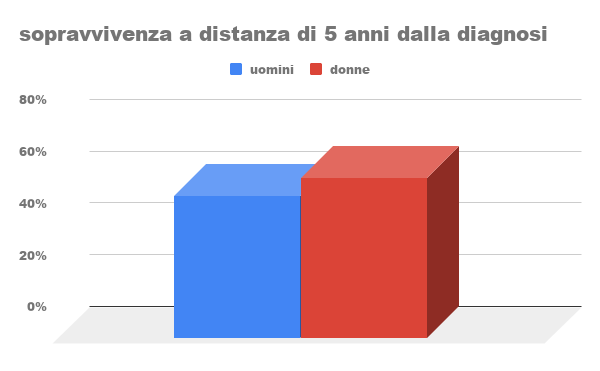 sopravvivenza a distanza di 5 anni dalla diagnosi
uomini donne
80%
60%
40%
20%
0%